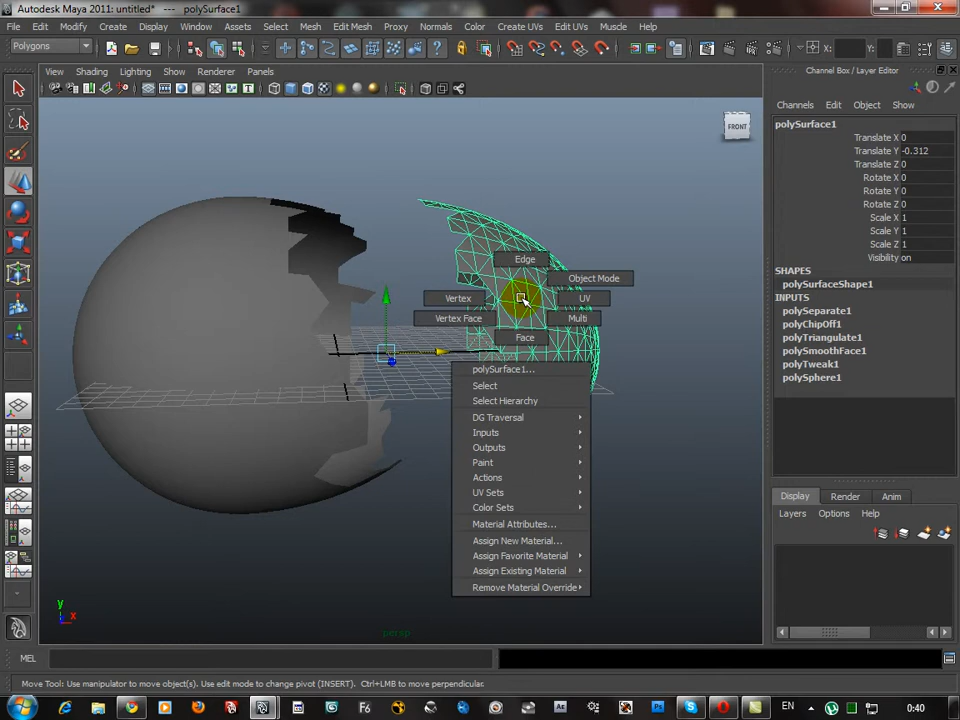 Autodesk Maya 2011: untitled*   ---   polySurface1
File Edit Modify Create Display Window Assets Select Mesh Edit Mesh Proxy Normals Color Create UVs Edit UVs Muscle Help
Polygons X: Y:
View Shading Lighting Show Renderer Panels
Channel Box / Layer Editor
Channels Edit Object Show
FRONT
polySurface1
Translate X 0
Translate Y -0.312
Translate Z 0
Rotate X 0
Rotate Y 0
Rotate Z 0
Scale X 1
Scale Y 1
Scale Z 1
Visibility on
SHAPES
polySurfaceShape1
INPUTS
polySeparate1
polyChipOff1
polyTriangulate1
polySmoothFace1
polyTweak1
polySphere1
Edge
Object Mode
Vertex UV
Vertex Face Multi
Face
polySurface1...
Select
Select Hierarchy
DG Traversal
Inputs
Outputs
Paint
Actions
UV Sets
Color Sets
Material Attributes...
Assign New Material...
Assign Favorite Material
Assign Existing Material
Remove Material Override
Display Render Anim
Layers Options Help
y
x
persp
MEL
Move Tool: Use manipulator to move object(s). Use edit mode to change pivot (INSERT). Ctrl+LMB to move perpendicular.
F6 Ae Ps EN 0:40